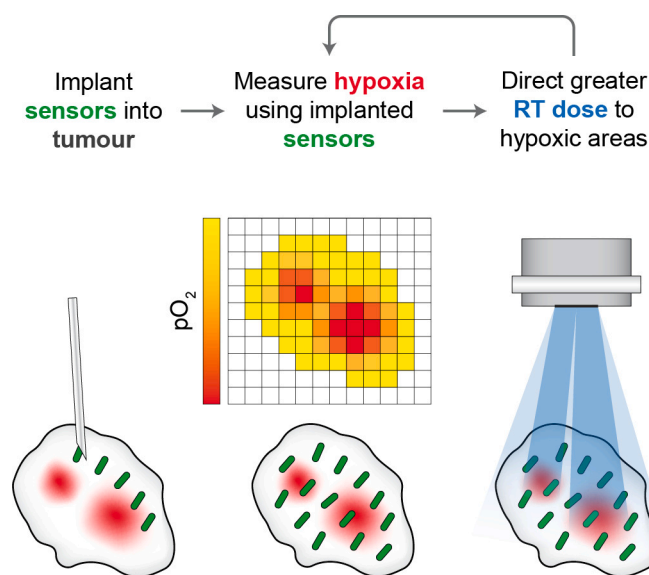 Implant
sensors into
tumour
Measure hypoxia
using implanted
sensors
Direct greater
RT dose to
hypoxic areas
pO₂